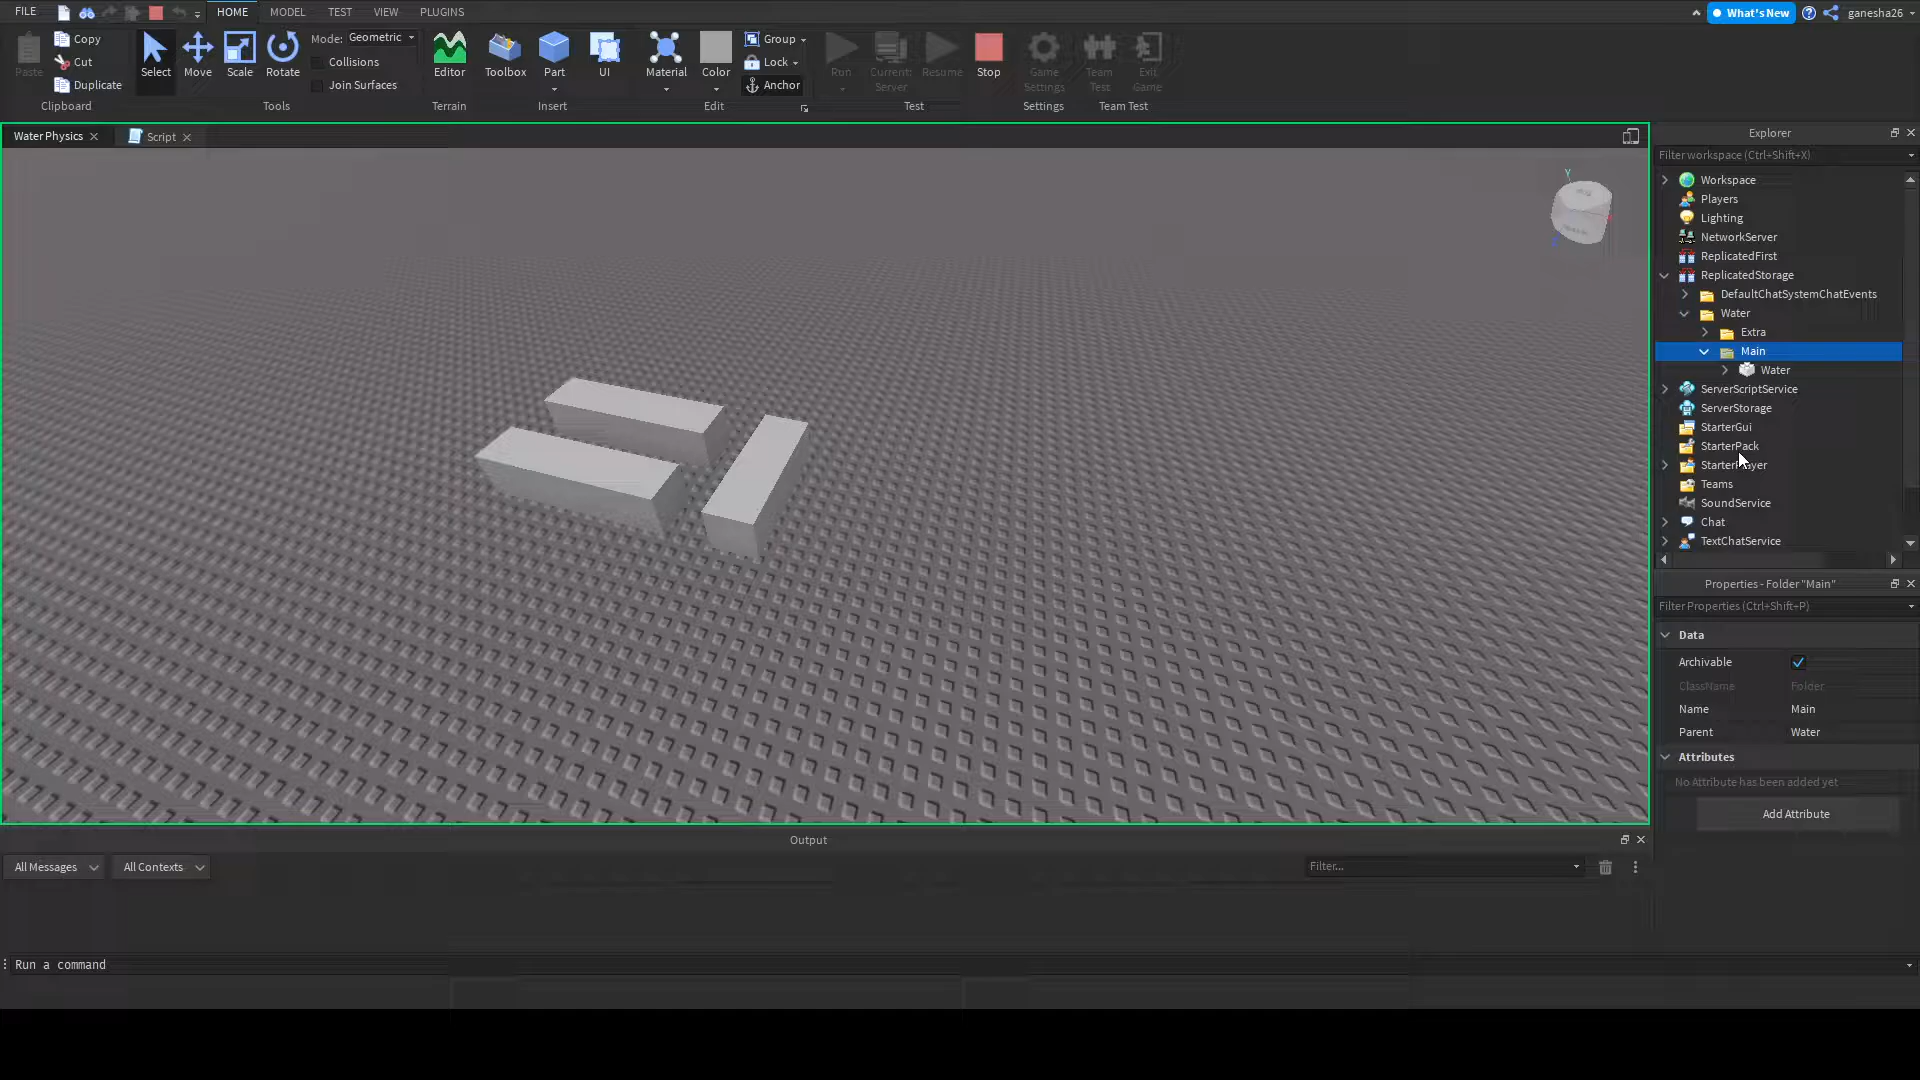 FILE
HOME
MODEL
TEST
VIEW
PLUGINS
What's New
ganesha26
Paste
Copy
Cut
Duplicate
Clipboard
Select
Move
Scale
Rotate
Mode: Geometric
Collisions
Join Surfaces
Tools
Editor
Terrain
Toolbox
Part
UI
Insert
Material
Color
Group
Lock
Anchor
Edit
Run
Current:
Server
Resume
Stop
Test
Game
Settings
Settings
Team
Test
Exit
Game
Team Test
Water Physics
Script
Y
Explorer
Filter workspace (Ctrl+Shift+X)
Workspace
Players
Lighting
NetworkServer
ReplicatedFirst
ReplicatedStorage
DefaultChatSystemChatEvents
Water
Extra
Main
Water
ServerScriptService
ServerStorage
StarterGui
StarterPack
StarterPlayer
Teams
SoundService
Chat
TextChatService
Properties - Folder "Main"
Filter Properties (Ctrl+Shift+P)
Data
Archivable
ClassName Folder
Name Main
Parent Water
Attributes
No Attribute has been added yet
Add Attribute
Output
All Messages
All Contexts
Filter...
Run a command